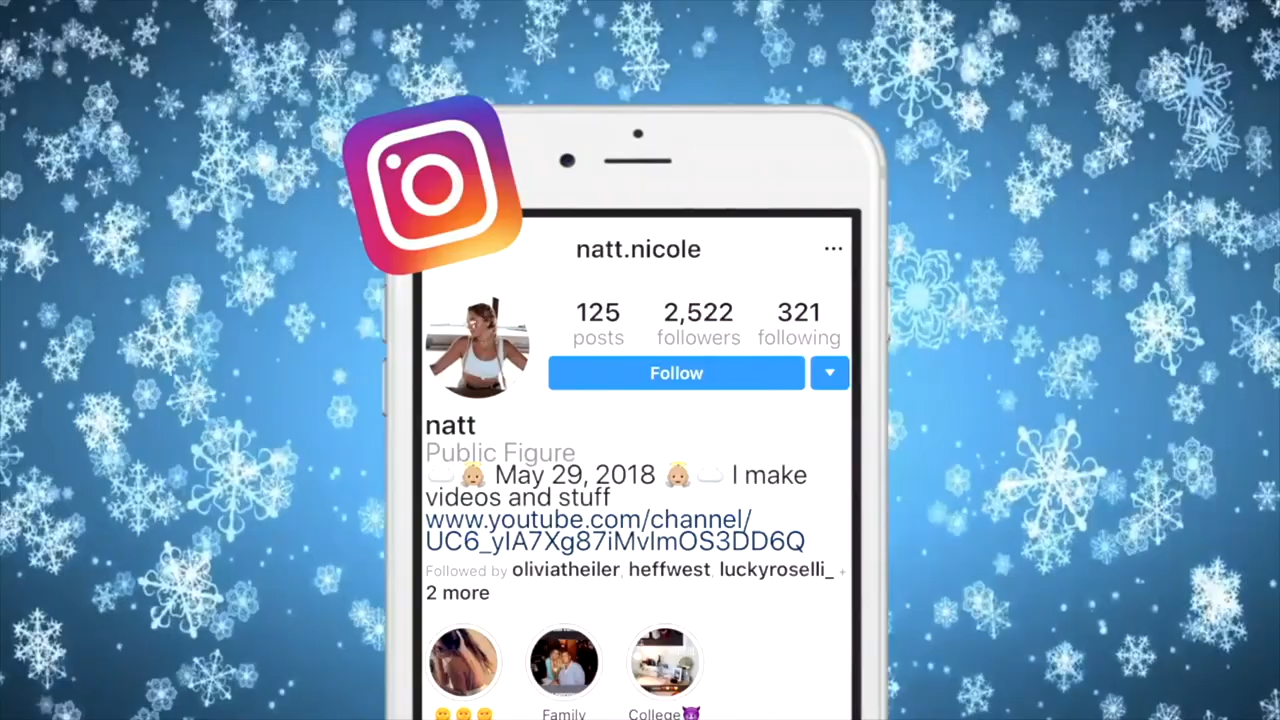 natt.nicole ...
125 2,522 321
posts followers following
Follow
natt
Public Figure
☁️👼🏼 May 29, 2018 👼🏼☁️ I make
videos and stuff
www.youtube.com/channel/
UC6_yIA7Xg87iMvlmOS3DD6Q
Followed by oliviatheiler, heffwest, luckyroselli_ +
2 more
Family College😈